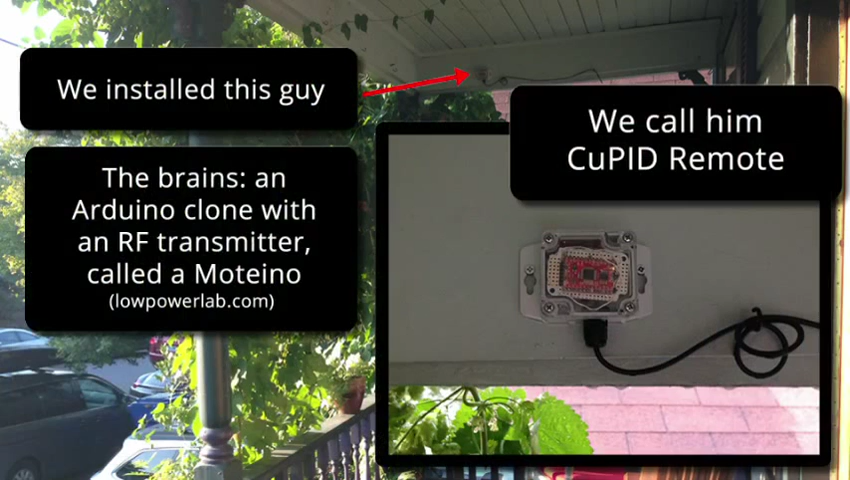 We installed this guy
The brains: an
Arduino clone with
an RF transmitter,
called a Moteino
(lowpowerlab.com)
We call him
CuPID Remote